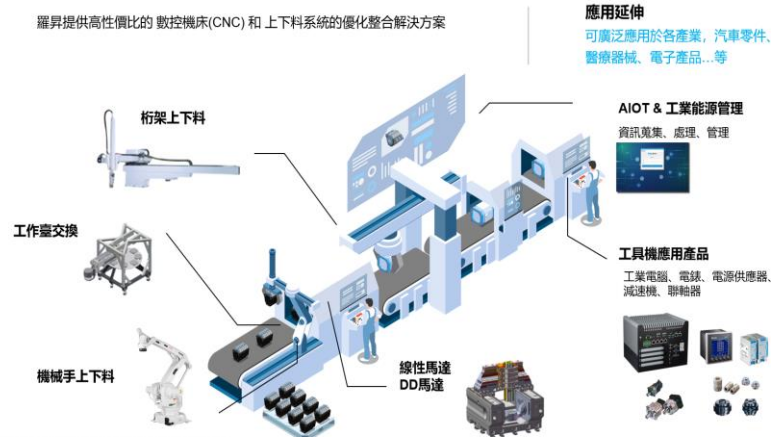 羅昇提供高性價比的 數控機床(CNC) 和 上下料系統的優化整合解決方案
應用延伸
可廣泛應用於各產業，汽車零件、
醫療器械、電子產品...等
桁架上下料
AIOT & 工業能源管理
資訊蒐集、處理、管理
工作臺交換
工具機應用產品
工業電腦、電錶、電源供應器、
減速機、聯軸器
機械手上下料
線性馬達
DD馬達